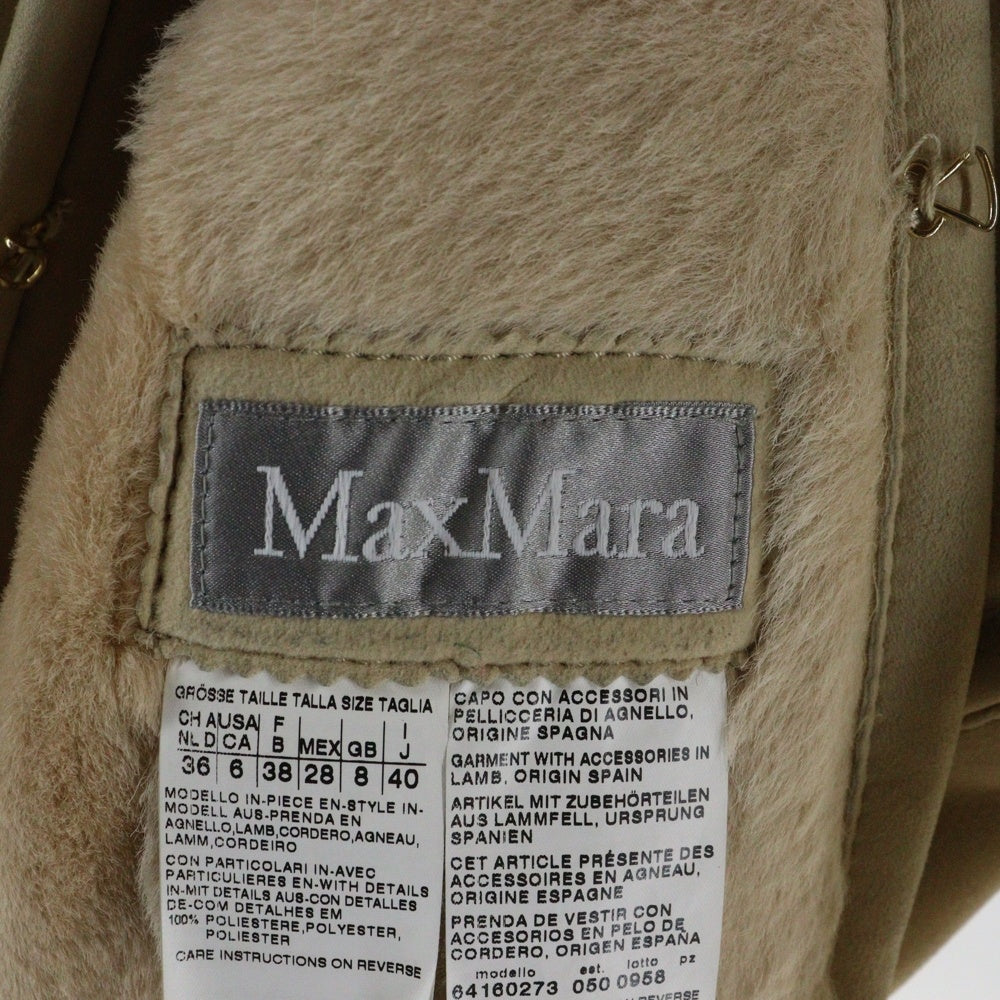 MaxMara
GRÖSSE TAILLE TALLA SIZE TAGLIA
CH A USA F I
NL D CA B MEX GB J
36 6 38 28 8 40
MODELLO IN-PIECE EN-STYLE IN-
MODELL AUS-PRENDA EN
AGNELLO,LAMB,CORDERO,AGNEAU,
LAMM,CORDEIRO
CON PARTICOLARI IN-AVEC
PARTICULIERES EN-WITH DETAILS
IN-MIT DETAILS AUS-CON DETALLES
DE-COM DETALHES EM
100% POLIESTERE,POLYESTER,
POLIESTER
CARE INSTRUCTIONS ON REVERSE
CAPO CON ACCESSORI IN
PELLICCERIA DI AGNELLO,
ORIGINE SPAGNA
GARMENT WITH ACCESSORIES IN
LAMB, ORIGIN SPAIN
ARTIKEL MIT ZUBEHÖRTEILEN
AUS LAMMFELL, URSPRUNG
SPANIEN
CET ARTICLE PRÉSENTE DES
ACCESSOIRES EN AGNEAU,
ORIGINE ESPAGNE
PRENDA DE VESTIR CON
ACCESORIOS EN PELO DE
CORDERO, ORIGEN ESPAÑA
modello est. lotto pz
64160273 050 0958
REVERSE